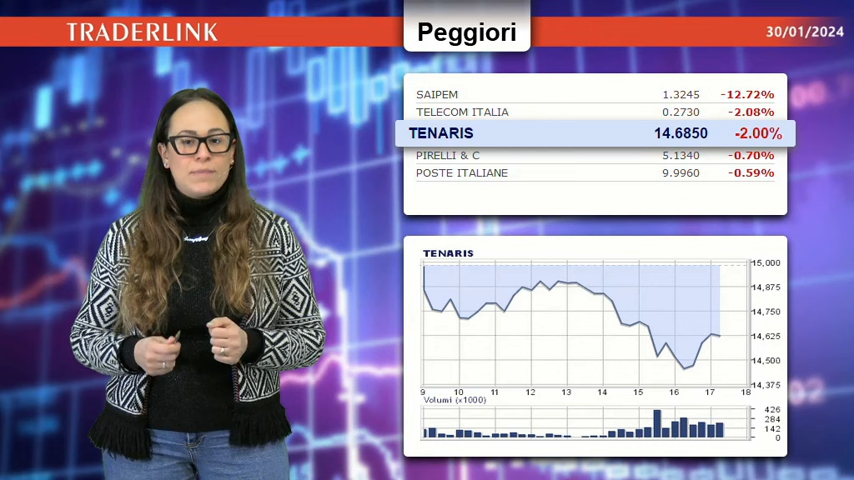 TRADERLINK
Peggiori
30/01/2024
SAIPEM 1.3245 -12.72%
TELECOM ITALIA 0.2730 -2.08%
TENARIS 14.6850 -2.00%
PIRELLI & C 5.1340 -0.70%
POSTE ITALIANE 9.9960 -0.59%
TENARIS
15,000
14,875
14,750
14,625
14,500
14,375
9 10 11 12 13 14 15 16 17 18
Volumi (x1000)
426
284
142
0